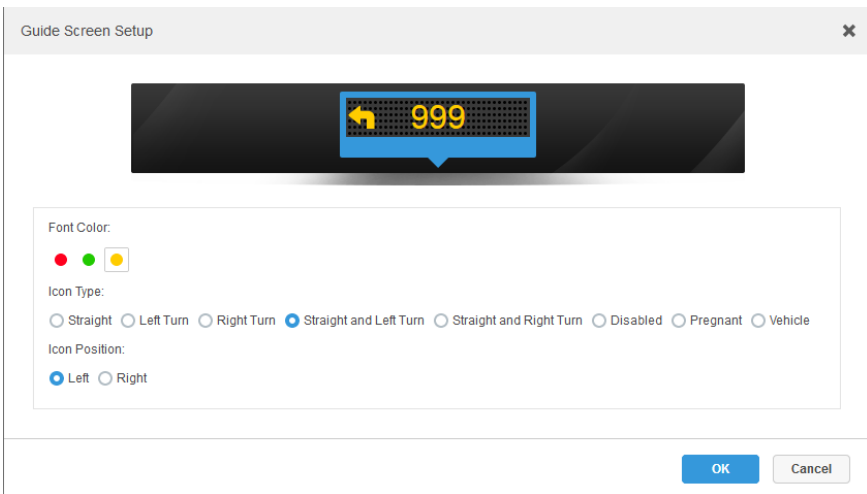 Guide Screen Setup
999
Font Color:
Icon Type:
Straight Left Turn Right Turn Straight and Left Turn Straight and Right Turn Disabled Pregnant Vehicle
Icon Position:
Left Right
OK Cancel